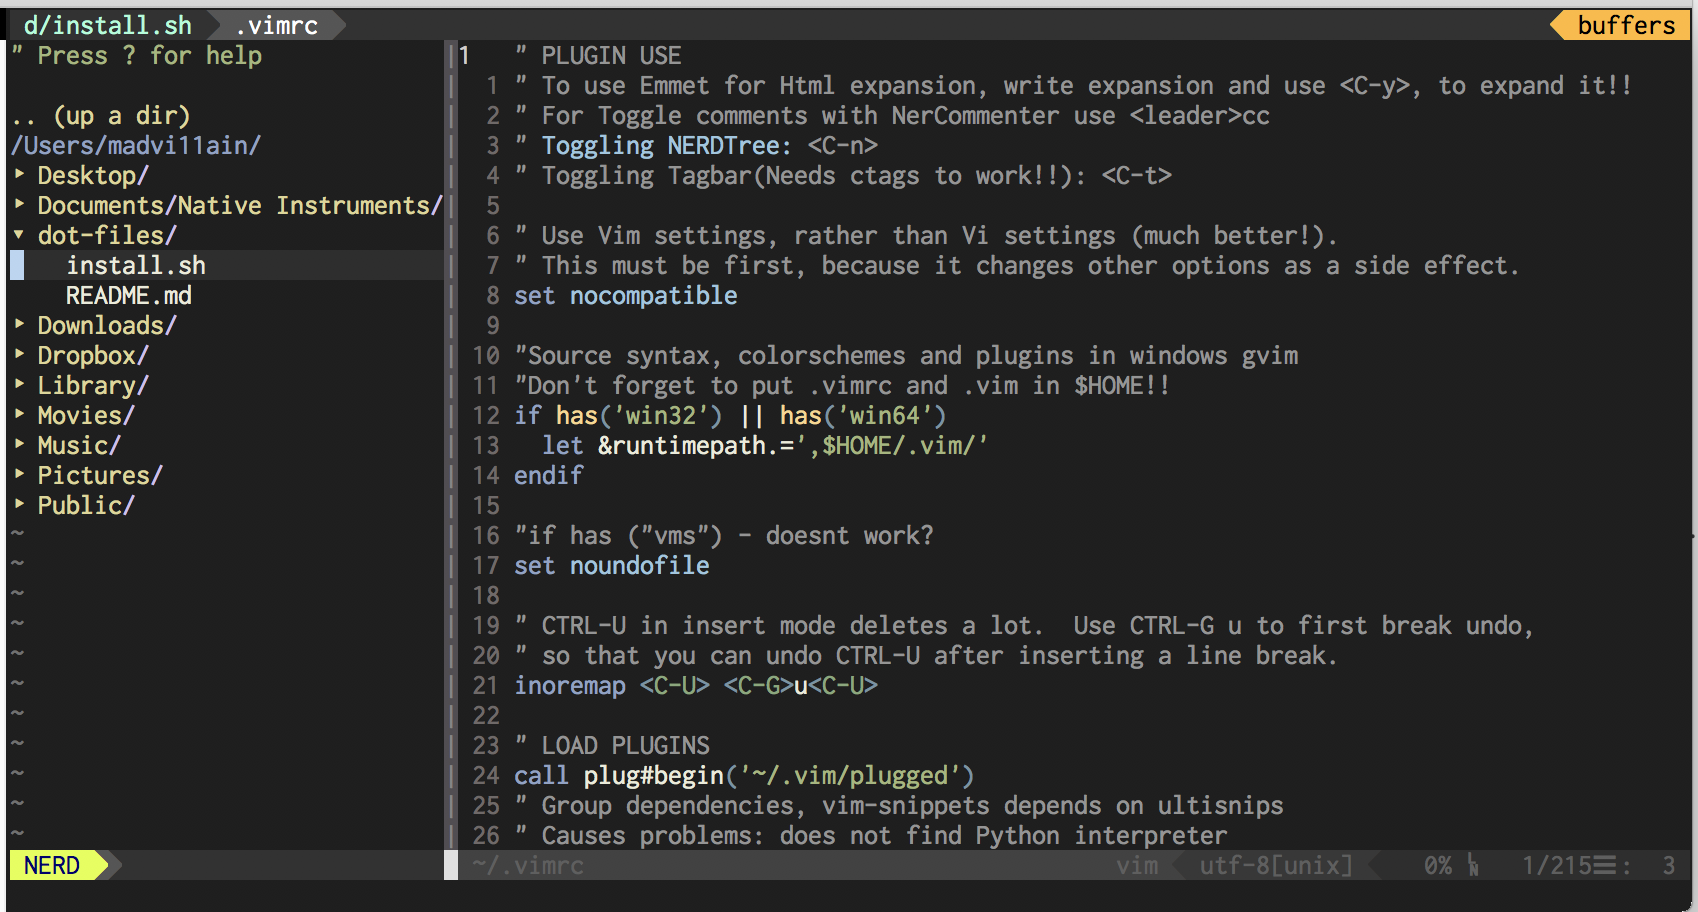 d/install.sh .vimrc buffers
" Press ? for help
.. (up a dir)
/Users/madvi11ain/
▸ Desktop/
▸ Documents/Native Instruments/
▾ dot-files/
install.sh
README.md
▸ Downloads/
▸ Dropbox/
▸ Library/
▸ Movies/
▸ Music/
▸ Pictures/
▸ Public/
~
~
~
~
~
~
~
~
~
~
~
NERD
1 " PLUGIN USE
1 " To use Emmet for Html expansion, write expansion and use <C-y>, to expand it!!
2 " For Toggle comments with NerCommenter use <leader>cc
3 " Toggling NERDTree: <C-n>
4 " Toggling Tagbar(Needs ctags to work!!): <C-t>
5
6 " Use Vim settings, rather than Vi settings (much better!).
7 " This must be first, because it changes other options as a side effect.
8 set nocompatible
9
10 "Source syntax, colorschemes and plugins in windows gvim
11 "Don't forget to put .vimrc and .vim in $HOME!!
12 if has('win32') || has('win64')
13   let &runtimepath.=',$HOME/.vim/'
14 endif
15
16 "if has ("vms") - doesnt work?
17 set noundofile
18
19 " CTRL-U in insert mode deletes a lot.  Use CTRL-G u to first break undo,
20 " so that you can undo CTRL-U after inserting a line break.
21 inoremap <C-U> <C-G>u<C-U>
22
23 " LOAD PLUGINS
24 call plug#begin('~/.vim/plugged')
25 " Group dependencies, vim-snippets depends on ultisnips
26 " Causes problems: does not find Python interpreter
~/.vimrc vim utf-8[unix] 0% ␤ 1/215☰: 3